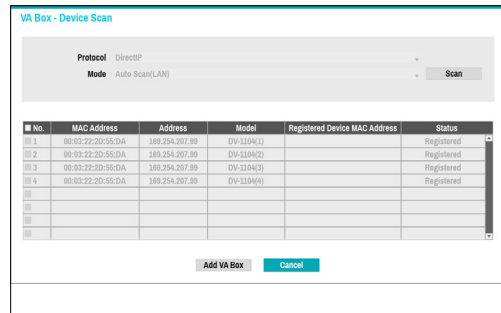 VA Box - Device Scan
Protocol DirectIP
Mode Auto Scan(LAN) Scan
No. MAC Address Address Model Registered Device MAC Address Status
1 00:03:22:2D:55:DA 169.254.207.99 DV-1104(1) Registered
2 00:03:22:2D:55:DA 169.254.207.99 DV-1104(2) Registered
3 00:03:22:2D:55:DA 169.254.207.99 DV-1104(3) Registered
4 00:03:22:2D:55:DA 169.254.207.99 DV-1104(4) Registered
Add VA Box Cancel